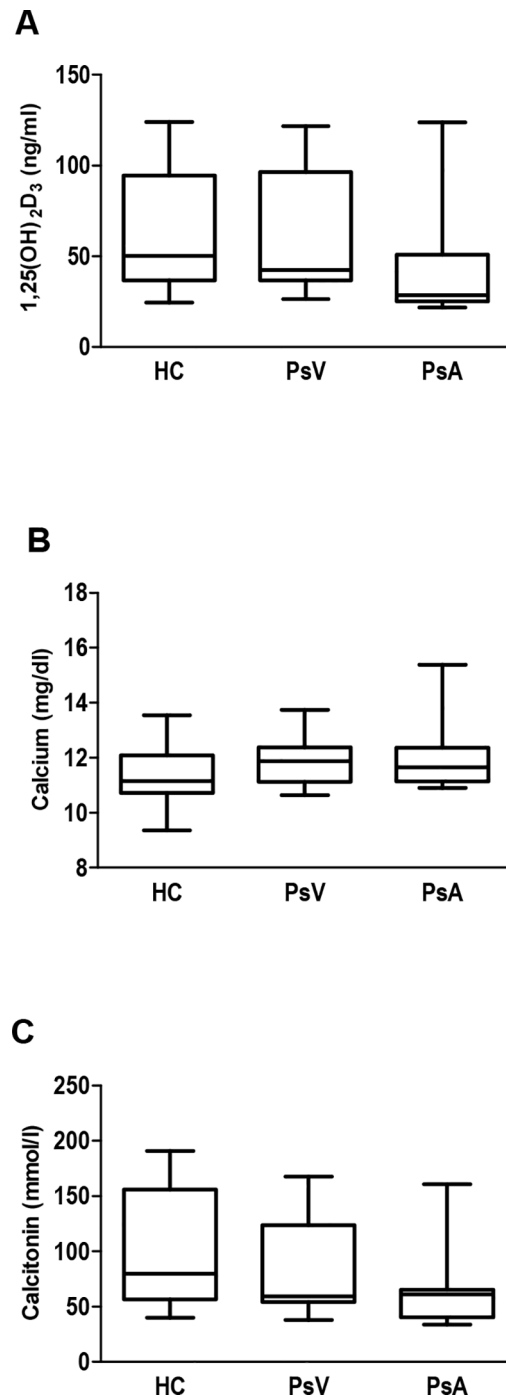 A
1,25(OH)2D3 (ng/ml)
150
100
50
0
HC PsV PsA
B
Calcium (mg/dl)
18
16
14
12
10
8
HC PsV PsA
C
Calcitonin (mmol/l)
250
200
150
100
50
0
HC PsV PsA